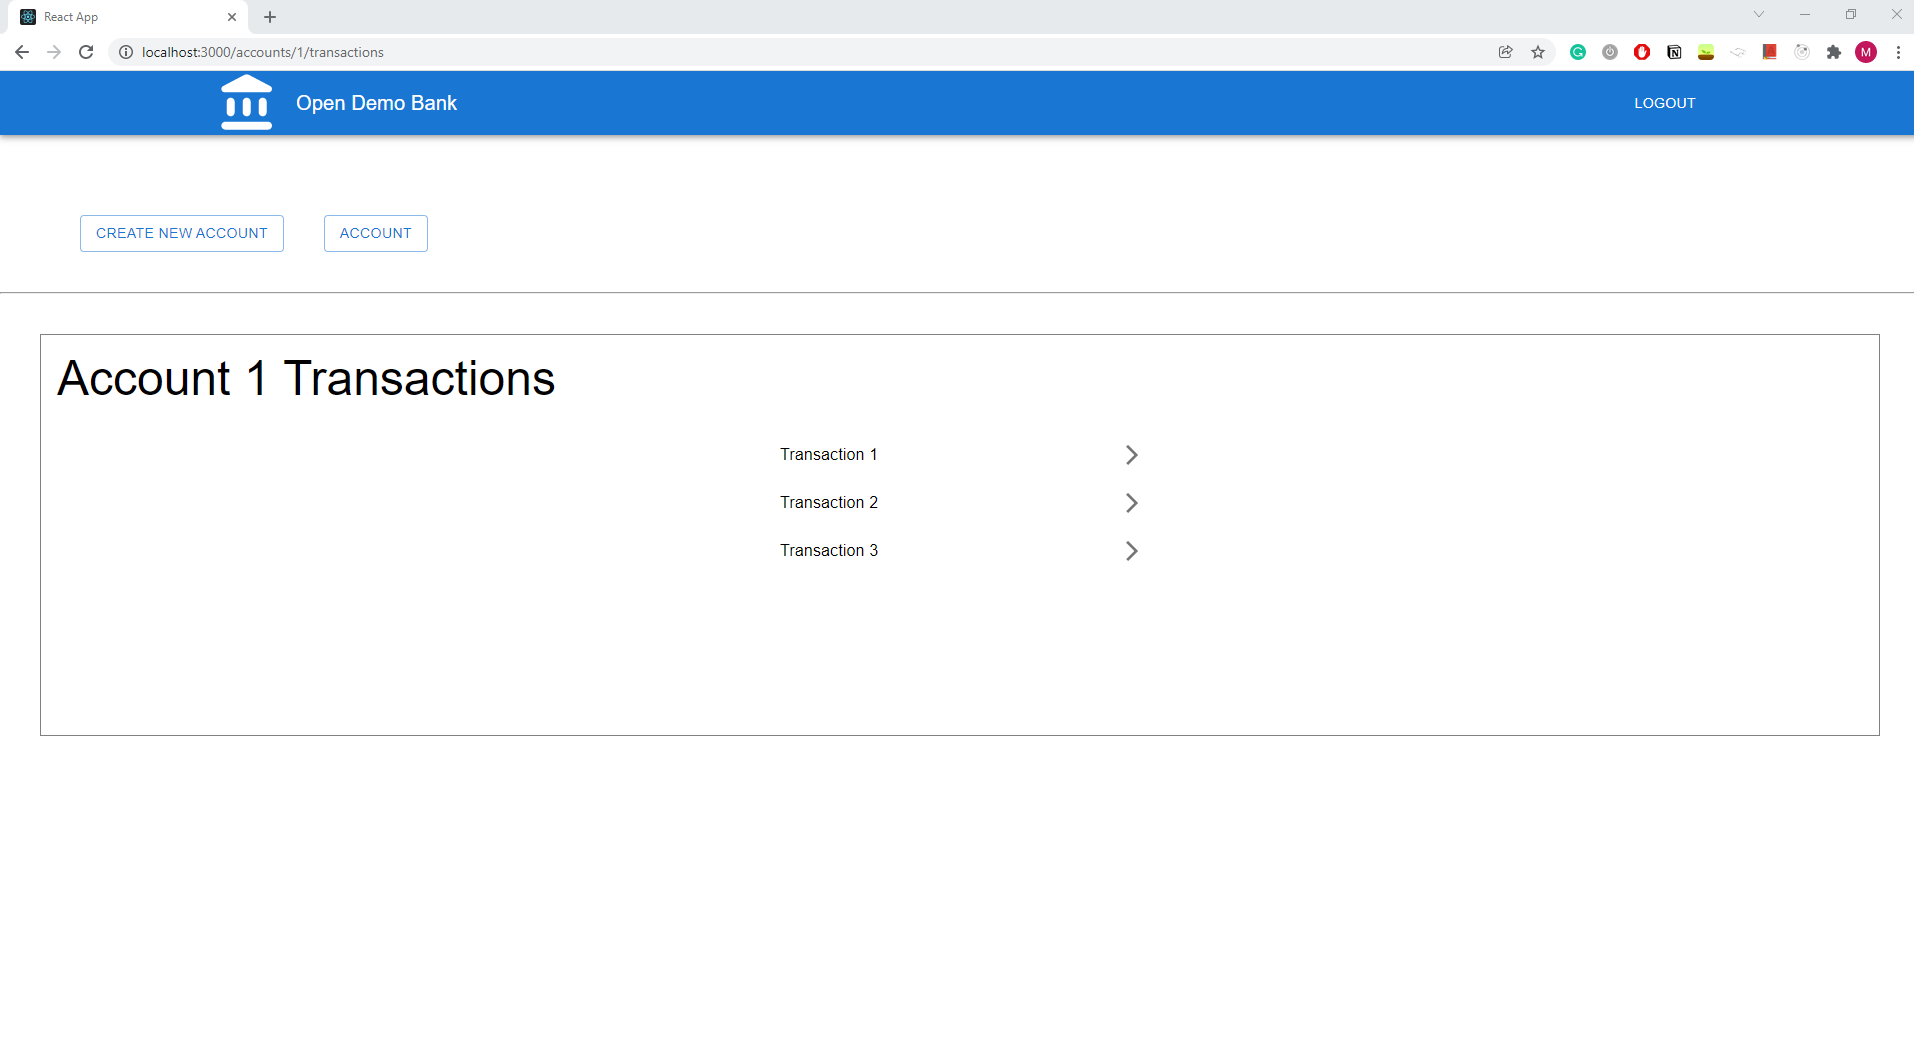 React App
localhost:3000/accounts/1/transactions
M
Open Demo Bank
LOGOUT
CREATE NEW ACCOUNT
ACCOUNT
Account 1 Transactions
Transaction 1
Transaction 2
Transaction 3